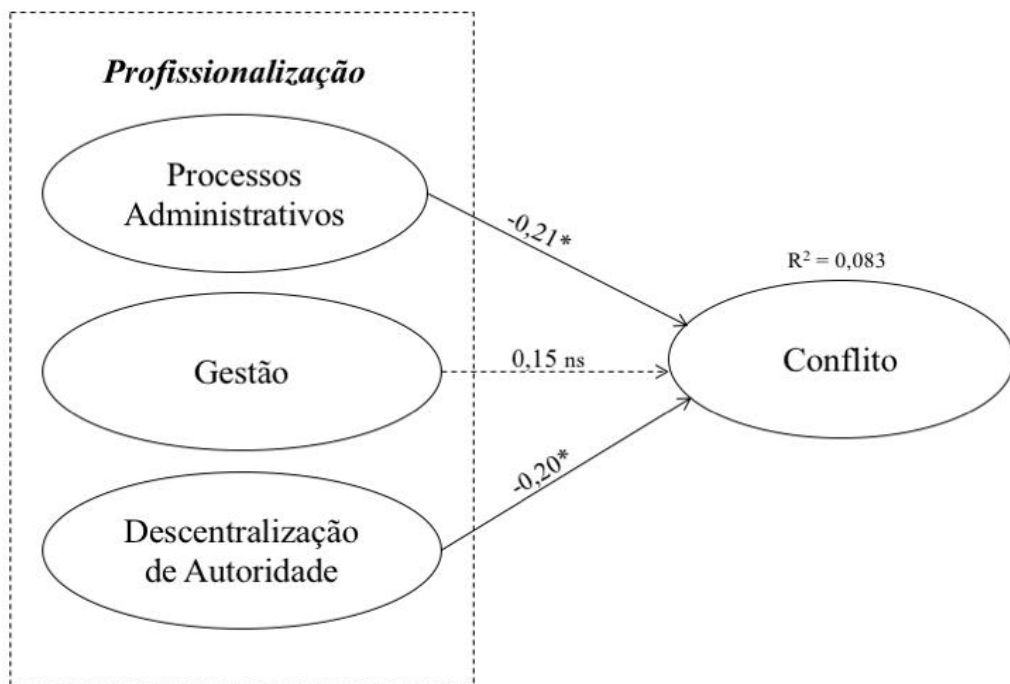 Profissionalização
Processos
Administrativos
-0,21*
R² = 0,083
Gestão
0,15 ns
Conflito
-0,20*
Descentralização
de Autoridade